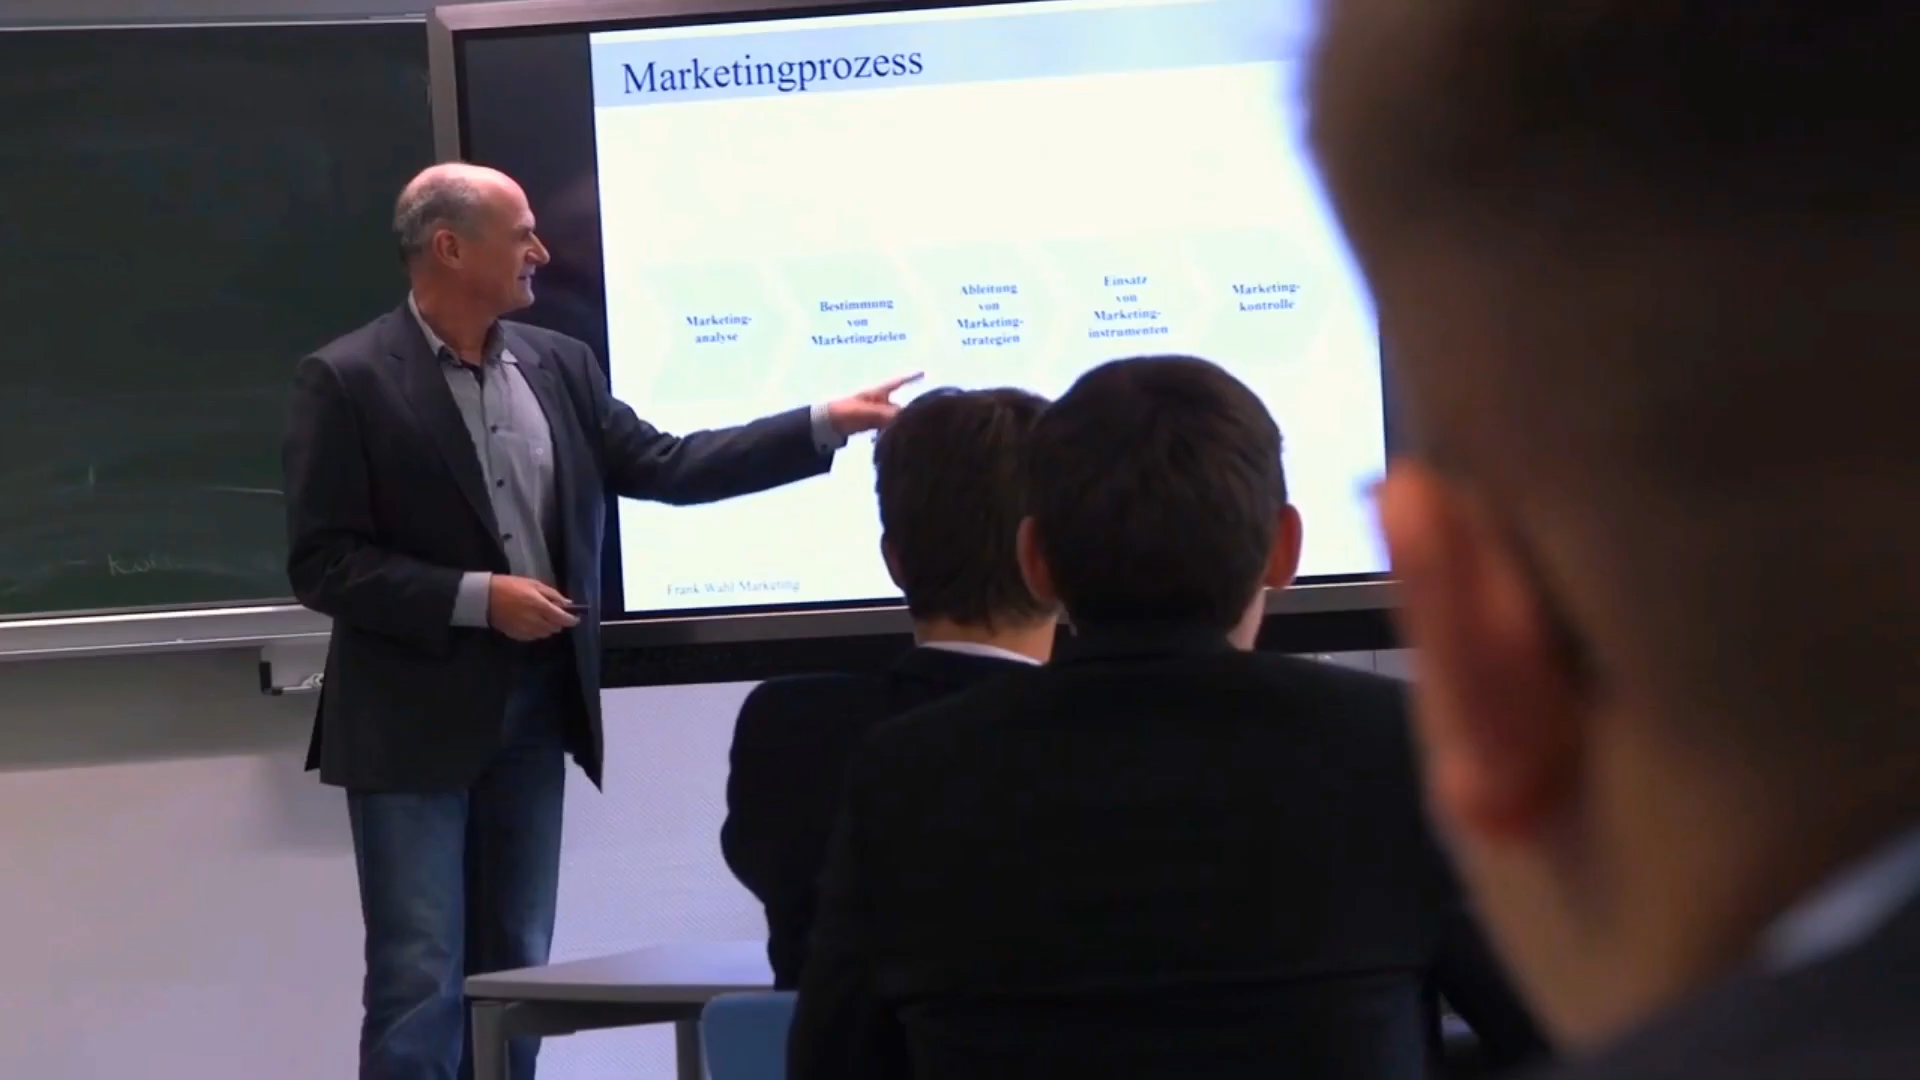 Marketingprozess
Marketing-
analyse
Bestimmung
von
Marketingzielen
Ableitung
von
Marketing-
strategien
Einsatz
von
Marketing-
instrumenten
Marketing-
kontrolle
Frank Wahl Marketing